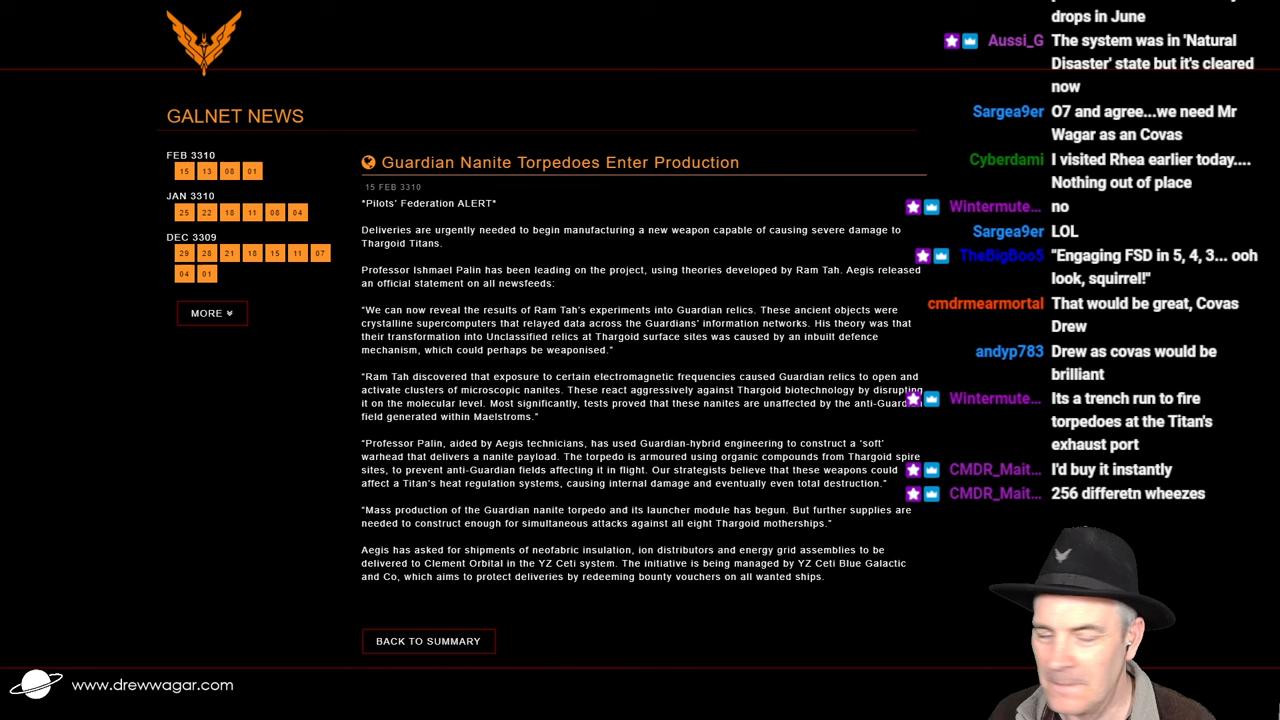 GALNET NEWS
FEB 3310
15 13 08 01
JAN 3310
25 22 18 11 08 04
DEC 3309
29 28 21 18 15 11 07
04 01
MORE
Guardian Nanite Torpedoes Enter Production
15 FEB 3310
*Pilots’ Federation ALERT*
Deliveries are urgently needed to begin manufacturing a new weapon capable of causing severe damage to
Thargoid Titans.
Professor Ishmael Palin has been leading on the project, using theories developed by Ram Tah. Aegis released
an official statement on all newsfeeds:
“We can now reveal the results of Ram Tah’s experiments into Guardian relics. These ancient objects were
crystalline supercomputers that relayed data across the Guardians’ information networks. His theory was that
their transformation into Unclassified relics at Thargoid surface sites was caused by an inbuilt defence
mechanism, which could perhaps be weaponised.”
“Ram Tah discovered that exposure to certain electromagnetic frequencies caused Guardian relics to open and
activate clusters of microscopic nanites. These react aggressively against Thargoid biotechnology by disrupting
it on the molecular level. Most significantly, tests proved that these nanites are unaffected by the anti-Guardian
field generated within Maelstroms.”
“Professor Palin, aided by Aegis technicians, has used Guardian-hybrid engineering to construct a ‘soft’
warhead that delivers a nanite payload. The torpedo is armoured using organic compounds from Thargoid spire
sites, to prevent anti-Guardian fields affecting it in flight. Our strategists believe that these weapons could
affect a Titan’s heat regulation systems, causing internal damage and eventually even total destruction.”
“Mass production of the Guardian nanite torpedo and its launcher module has begun. But further supplies are
needed to construct enough for simultaneous attacks against all eight Thargoid motherships.”
Aegis has asked for shipments of neofabric insulation, ion distributors and energy grid assemblies to be
delivered to Clement Orbital in the YZ Ceti system. The initiative is being managed by YZ Ceti Blue Galactic
and Co, which aims to protect deliveries by redeeming bounty vouchers on all wanted ships.
BACK TO SUMMARY
www.drewwagar.com
drops in June
Aussi_G The system was in 'Natural
Disaster' state but it's cleared
now
Sargea9er O7 and agree...we need Mr
Wagar as an Covas
Cyberdami I visited Rhea earlier today....
Nothing out of place
Wintermute... no
Sargea9er LOL
TheBigBoo5 "Engaging FSD in 5, 4, 3... ooh
look, squirrel!"
cmdrmearmortal That would be great, Covas
Drew
andyp783 Drew as covas would be
brilliant
Wintermute... Its a trench run to fire
torpedoes at the Titan's
exhaust port
CMDR_Mait... I'd buy it instantly
CMDR_Mait... 256 differetn wheezes